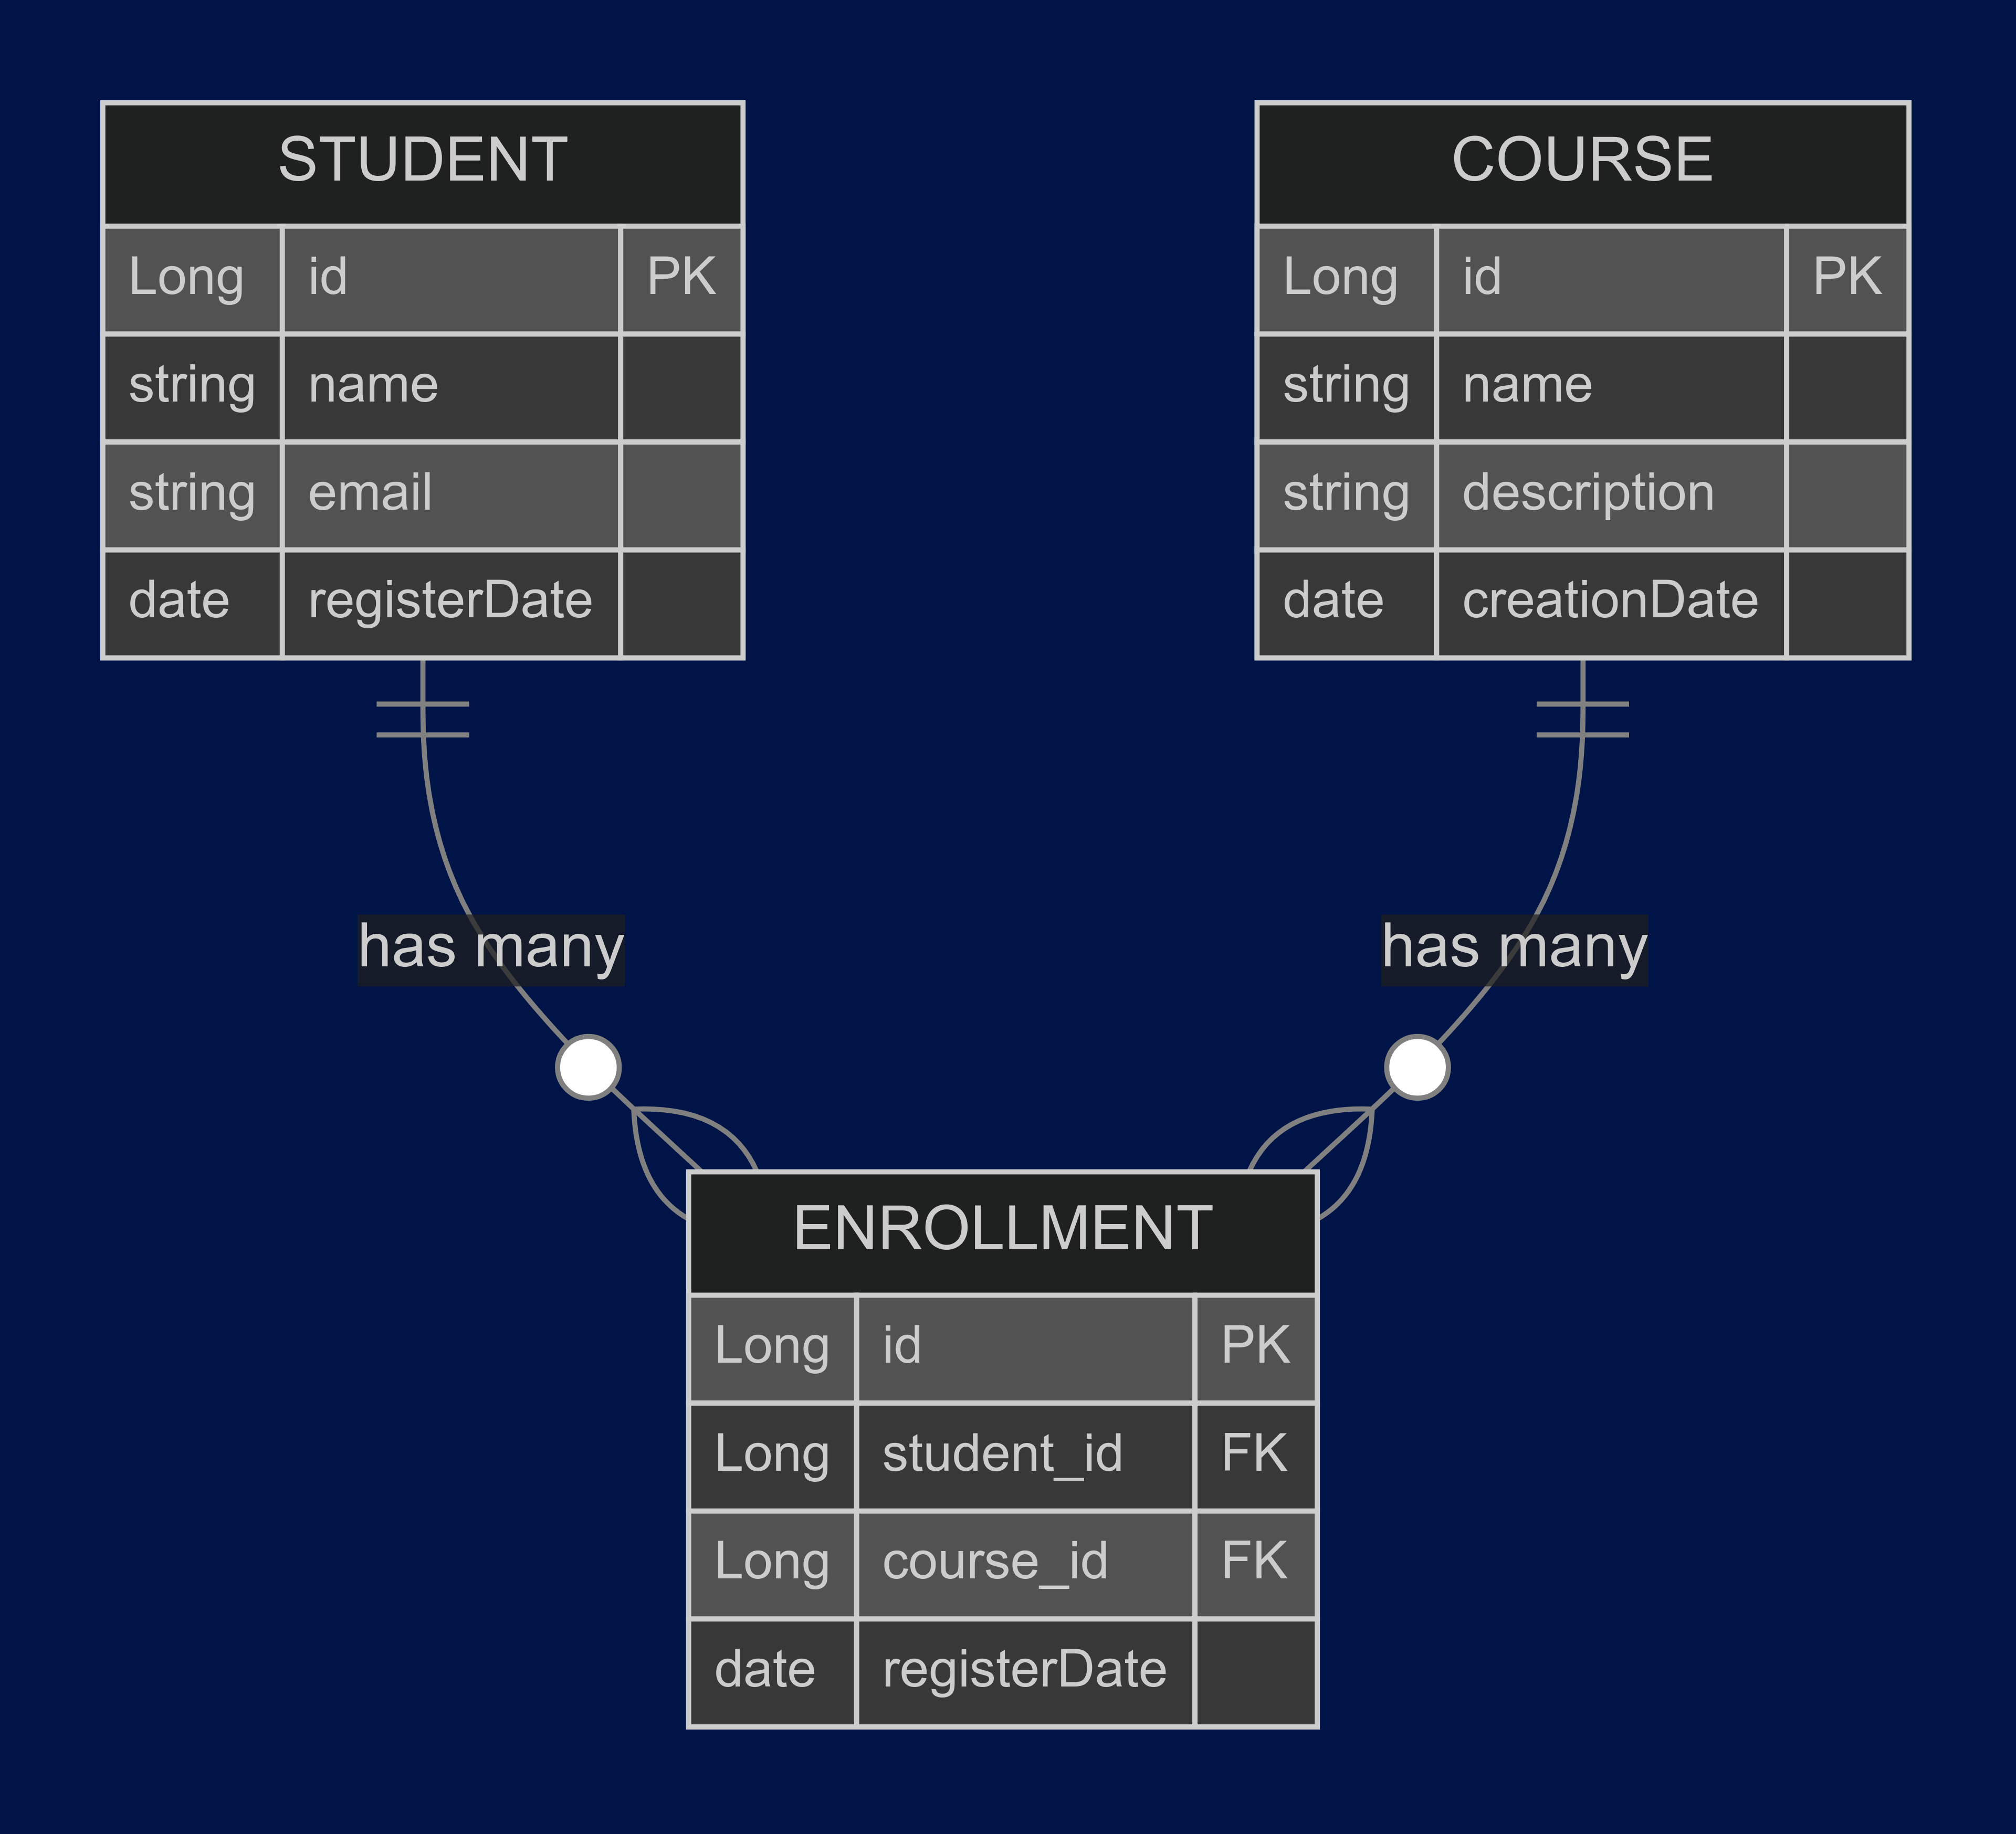 STUDENT
Long id PK
string name
string email
date registerDate
COURSE
Long id PK
string name
string description
date creationDate
has many
has many
ENROLLMENT
Long id PK
Long student_id FK
Long course_id FK
date registerDate